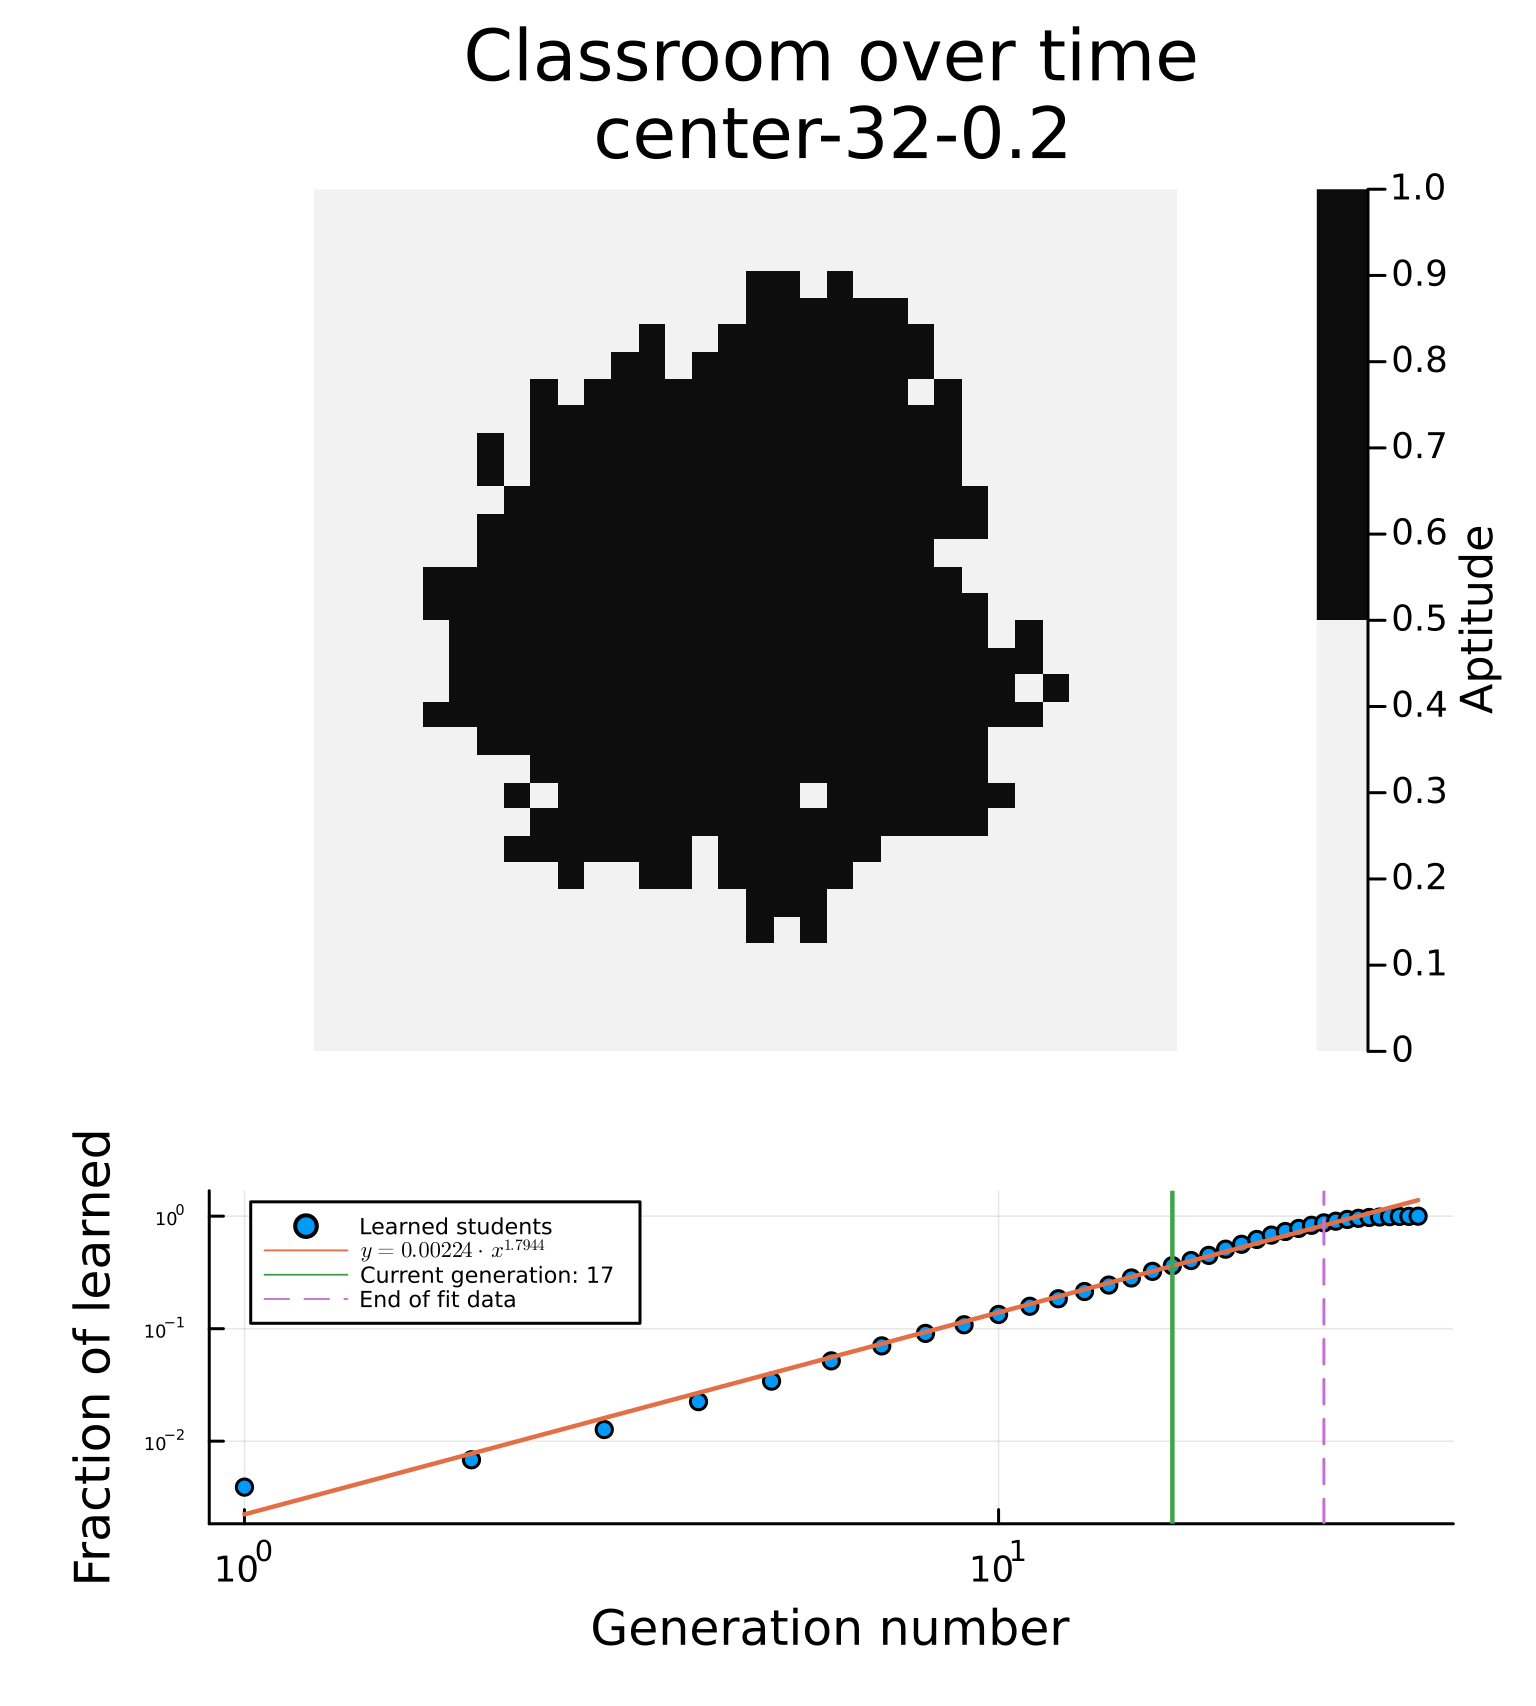 Classroom over time
center-32-0.2
1.0
0.9
0.8
0.7
0.6
0.5
0.4
0.3
0.2
0.1
0
Aptitude
Fraction of learned
10⁰
10⁻¹
10⁻²
Learned students
y = 0.00224 · x^1.7944
Current generation: 17
End of fit data
10⁰
10¹
Generation number